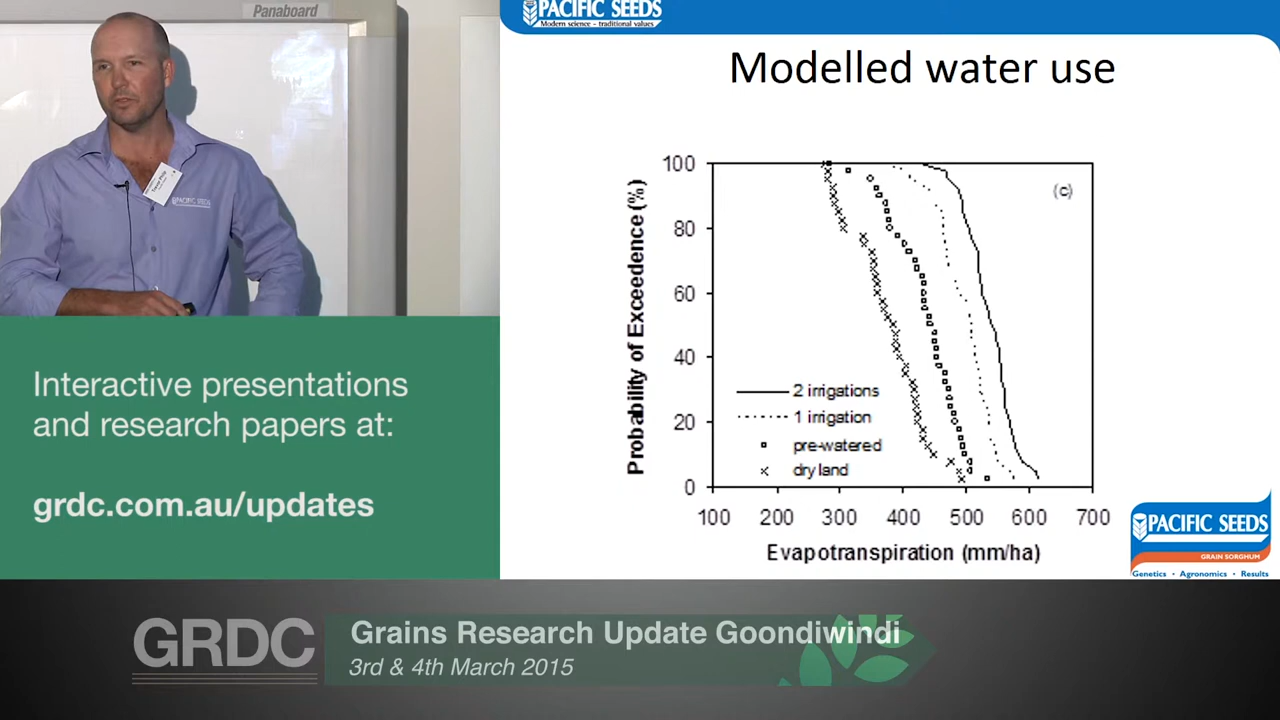 Panaboard
PACIFIC SEEDS
PACIFIC SEEDS
Modern science - traditional values
Modelled water use
Probability of Exceedence (%)
100
80
60
40
20
0
(c)
2 irrigations
1 irrigation
pre-watered
dry land
100 200 300 400 500 600 700
Evapotranspiration (mm/ha)
PACIFIC SEEDS
GRAIN SORGHUM
Genetics • Agronomics • Results
Interactive presentations
and research papers at:
grdc.com.au/updates
GRDC
Grains Research Update Goondiwindi
3rd & 4th March 2015